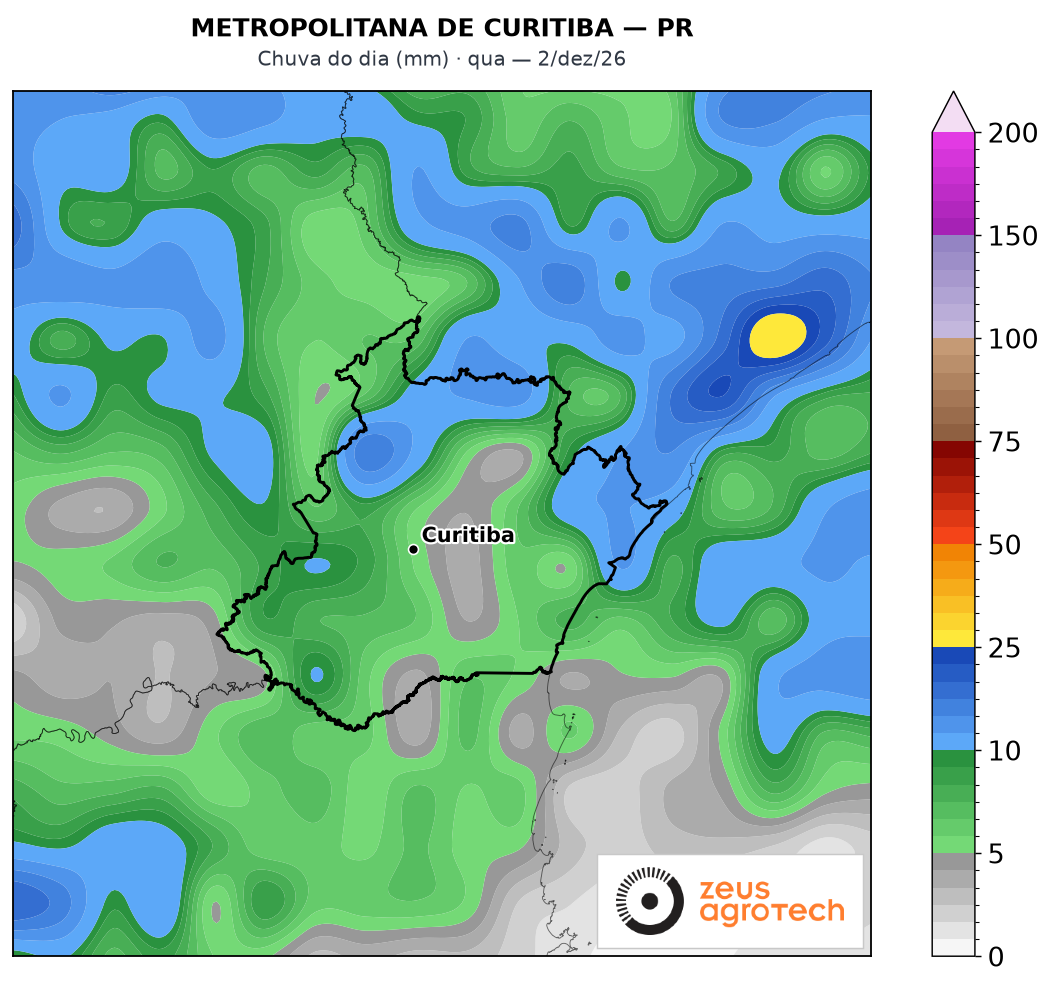 METROPOLITANA DE CURITIBA — PR
Chuva do dia (mm) · qua — 2/dez/26
200
150
100
75
50
25
10
5
0
Curitiba
zeus
agrotech